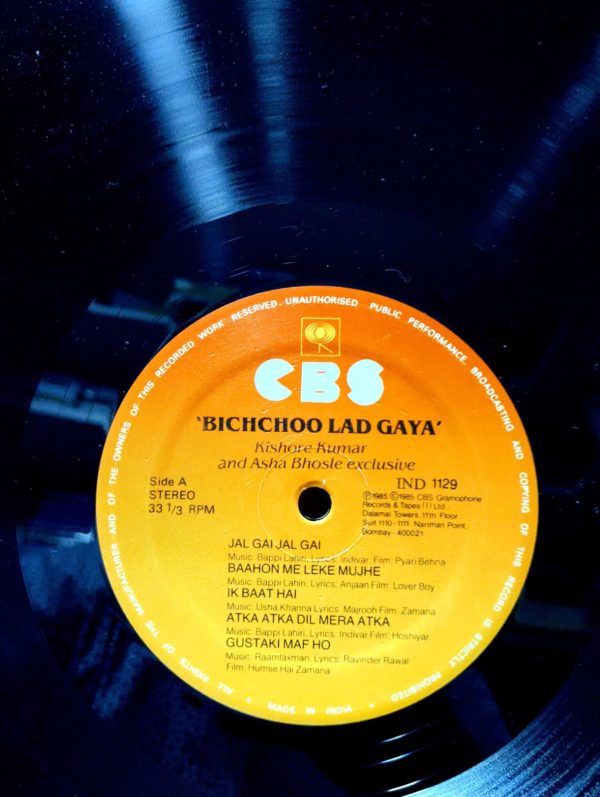 ALL RIGHTS OF THE MANUFACTURER AND OF THE OWNERS OF THIS RECORDED WORK RESERVED. UNAUTHORISED PUBLIC PERFORMANCE, BROADCASTING AND COPYING OF THIS RECORD IS STRICTLY PROHIBITED
CBS
'BICHCHOO LAD GAYA'
Kishore Kumar
and Asha Bhosle exclusive
Side A
STEREO
33 1/3 RPM
IND 1129
Ⓟ1985 ©1985 CBS Gramophone
Records & Tapes (I) Ltd.
Dalamal Towers, 11th Floor
Suit 1110-1111 Nariman Point.
Bombay-400021
JAL GAI JAL GAI
Music: Bappi Lahiri, Lyrics: Indivar, Film: Pyari Behna
BAAHON ME LEKE MUJHE
Music: Bappi Lahiri, Lyrics: Anjaan Film: Lover Boy
IK BAAT HAI
Music: Usha Khanna Lyrics: Majrooh Film: Zamana
ATKA ATKA DIL MERA ATKA
Music: Bappi Lahiri, Lyrics: Indivar Film: Hoshiyar
GUSTAKI MAF HO
Music: Raamlaxman, Lyrics: Ravinder Rawal
Film: Humse Hai Zamana
MADE IN INDIA